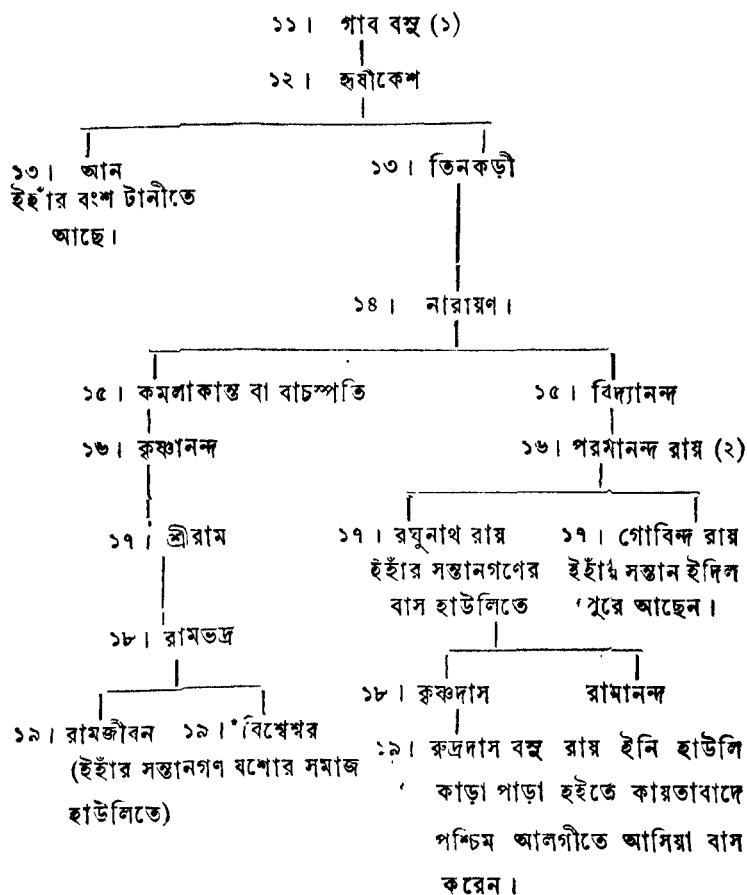 ১১। গাব বসু (১)
১২। হৃষীকেশ
১৩। আন ১৩। তিনকড়ী
ইহাঁর বংশ টানীতে
আছে।
১৪। নারায়ণ।
১৫। কমলাকান্ত বা বাচস্পতি ১৫। বিদ্যানন্দ
১৬। কৃষ্ণানন্দ ১৬। পরমানন্দ রায় (২)
১৭। শ্রীরাম ১৭। রঘুনাথ রায় ১৭। গোবিন্দ রায়
ইহাঁর সন্তানগণের ইহাঁর সন্তান ইদিল
বাস হাউলিতে পুরে আছেন।
১৮। রামভদ্র
১৮। কৃষ্ণদাস রামানন্দ
১৯। রামজীবন ১৯। বিশ্বেশ্বর
(ইহাঁর সন্তানগণ যশোর সমাজ
হাউলিতে)
১৯। রুদ্রদাস বসু রায় ইনি হাউলি
কাড়া পাড়া হইতে কায়তাবাদে
পশ্চিম আলগীতে আসিয়া বাস
করেন।